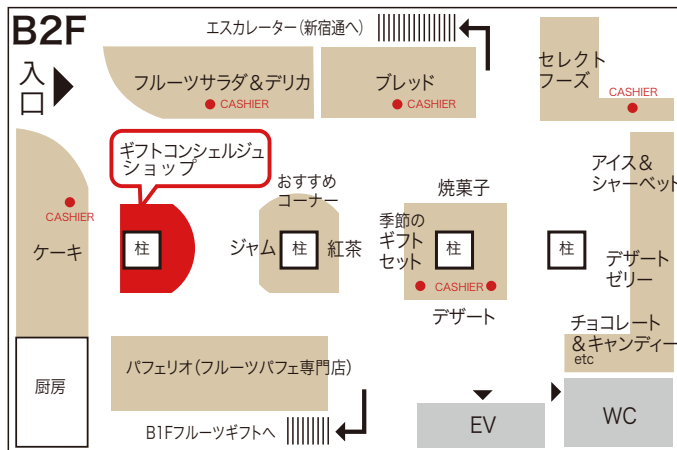 B2F
エスカレーター(新宿通へ)
入
口
フルーツサラダ&デリカ
CASHIER
ブレッド
CASHIER
セレクト
フーズ
CASHIER
ギフトコンシェルジュ
ショップ
おすすめ
コーナー
焼菓子
アイス&
シャーベット
CASHIER
ケーキ
柱
ジャム
柱
紅茶
季節の
ギフト
セット
柱
CASHIER
柱
デザート
ゼリー
デザート
チョコレート
&キャンディー
etc
厨房
パフェリオ(フルーツパフェ専門店)
B1Fフルーツギフトへ
EV
WC